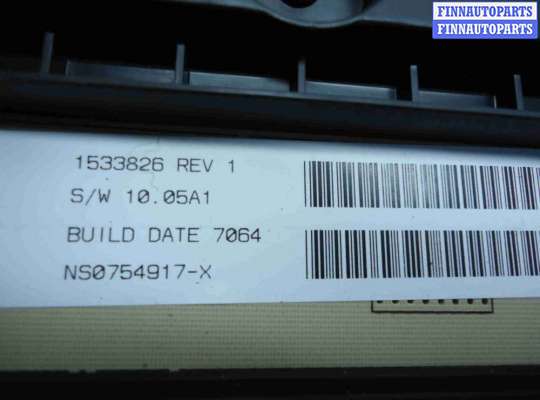 FINNAUTOPARTS
FINNAUTOPARTS
1533826 REV 1
S/W 10.05A1
BUILD DATE 7064
NS0754917-X